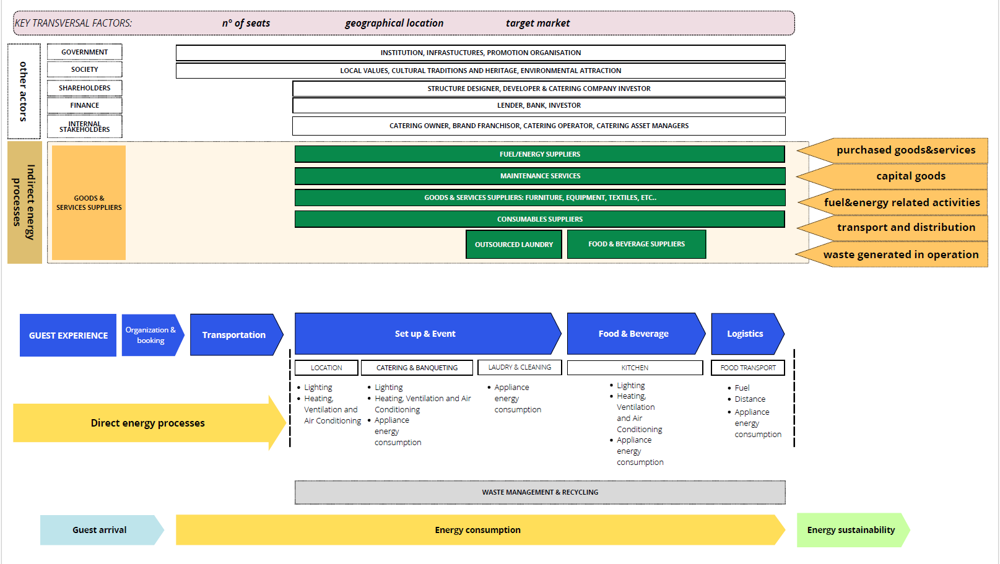 KEY TRANSVERSAL FACTORS: n° of seats geographical location target market
other actors
GOVERNMENT
INSTITUTION, INFRASTUCTURES, PROMOTION ORGANISATION
SOCIETY
LOCAL VALUES, CULTURAL TRADITIONS AND HERITAGE, ENVIRONMENTAL ATTRACTION
SHAREHOLDERS
STRUCTURE DESIGNER, DEVELOPER & CATERING COMPANY INVESTOR
FINANCE
LENDER, BANK, INVESTOR
INTERNAL
STAKEHOLDERS
CATERING OWNER, BRAND FRANCHISOR, CATERING OPERATOR, CATERING ASSET MANAGERS
Indirect energy
processes
GOODS &
SERVICES SUPPLIERS
FUEL/ENERGY SUPPLIERS
MAINTENANCE SERVICES
GOODS & SERVICES SUPPLIERS: FURNITURE, EQUIPMENT, TEXTILES, ETC..
CONSUMABLES SUPPLIERS
OUTSOURCED LAUNDRY
FOOD & BEVERAGE SUPPLIERS
purchased goods&services
capital goods
fuel&energy related activities
transport and distribution
waste generated in operation
GUEST EXPERIENCE
Organization &
booking
Transportation
Set up & Event
Food & Beverage
Logistics
Direct energy processes
LOCATION
• Lighting
• Heating,
Ventilation and
Air Conditioning
CATERING & BANQUETING
• Lighting
• Heating, Ventilation and Air
Conditioning
• Appliance
energy
consumption
LAUDRY & CLEANING
• Appliance
energy
consumption
KITCHEN
• Lighting
• Heating,
Ventilation
and Air
Conditioning
• Appliance
energy
consumption
FOOD TRANSPORT
• Fuel
• Distance
• Appliance
energy
consumption
WASTE MANAGEMENT & RECYCLING
Guest arrival
Energy consumption
Energy sustainability